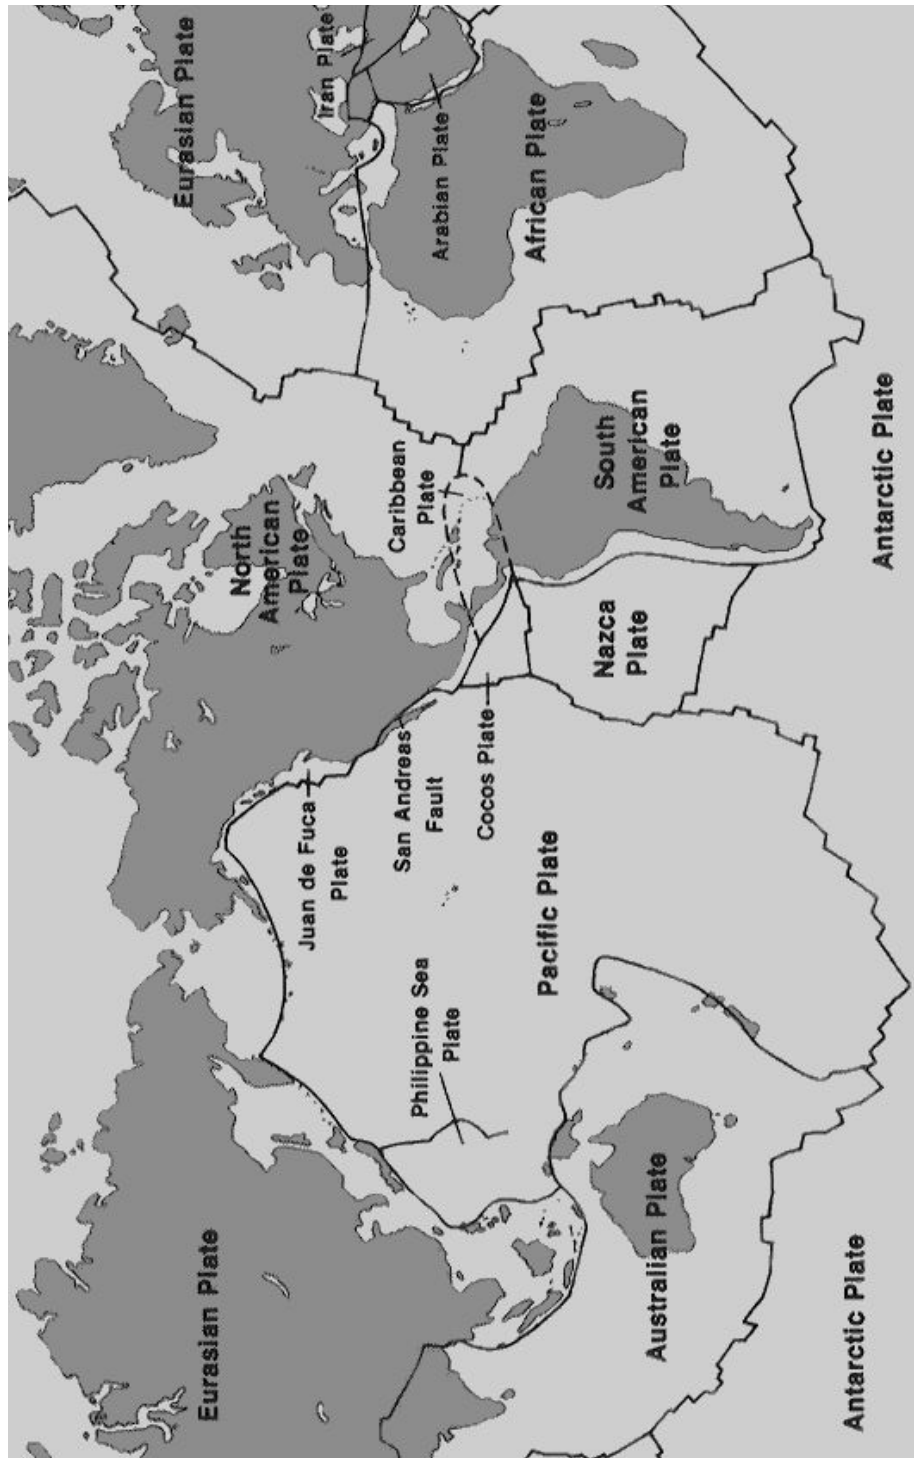 Eurasian Plate
Eurasian Plate
Iran Plate
North
American
Plate
Juan de Fuca
Plate
San Andreas
Fault
Caribbean
Plate
Arabian Plate
Philippine Sea
Plate
Cocos Plate
African Plate
Pacific Plate
Nazca
Plate
South
American
Plate
Australian Plate
Antarctic Plate
Antarctic Plate